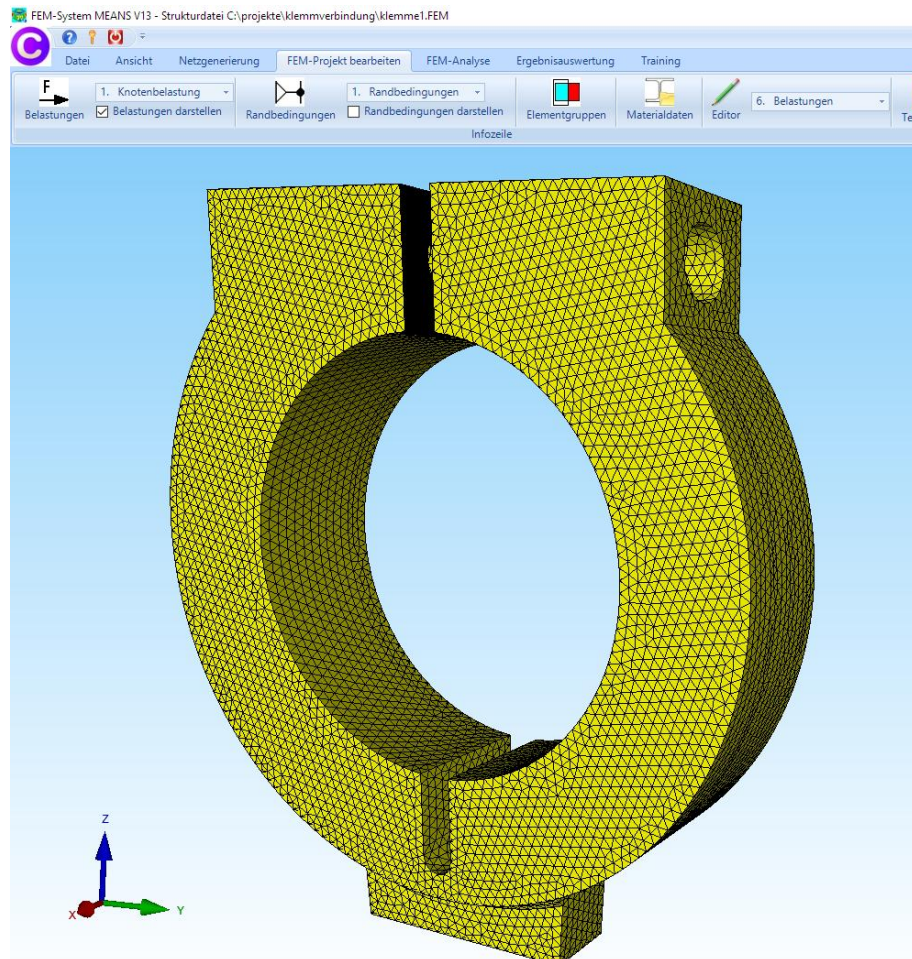 FEM-System MEANS V13 - Strukturdatei C:\projekte\klemmverbindung\klemme1.FEM
Datei Ansicht Netzgenerierung FEM-Projekt bearbeiten FEM-Analyse Ergebnisauswertung Training
F 1. Knotenbelastung 1. Randbedingungen 6. Belastungen
Belastungen darstellen Randbedingungen darstellen
Belastungen Randbedingungen Elementgruppen Materialdaten Editor
Infozeile
Z
X Y